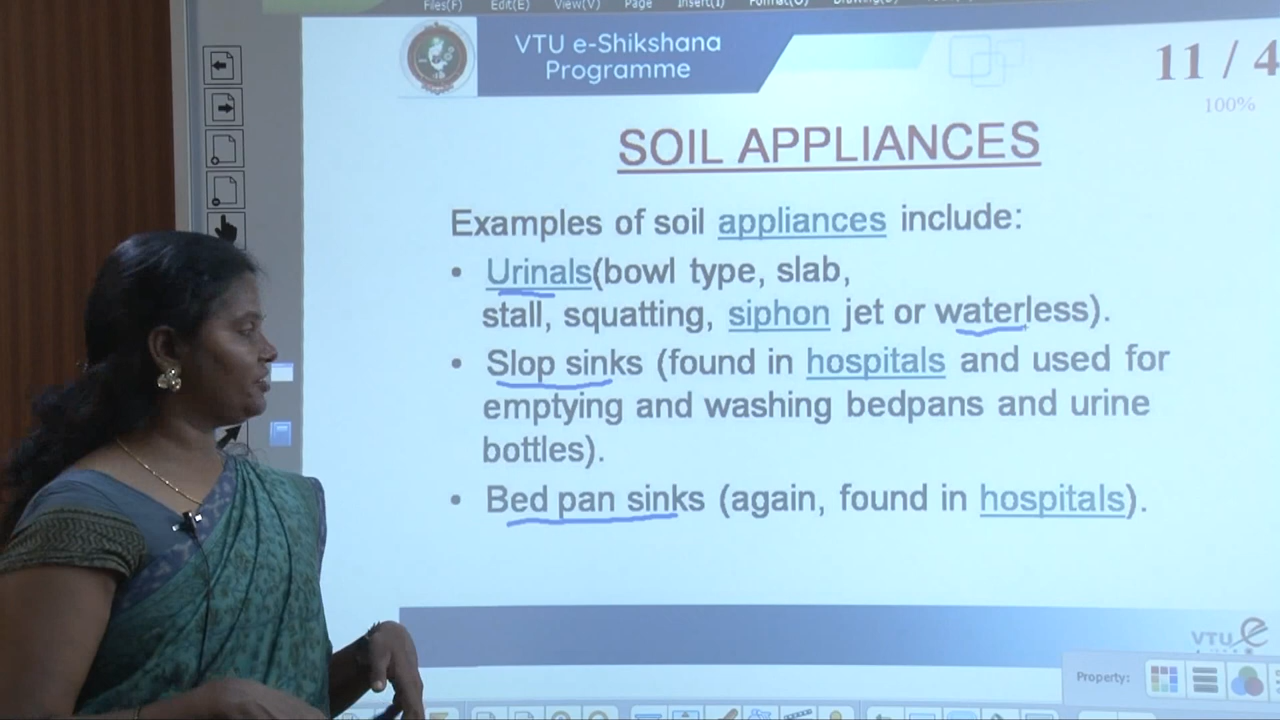 Files(F) Edit(E) View(V) Page Insert(I) Format(O)
VTU e-Shikshana
Programme
11 / 4
100%
SOIL APPLIANCES
Examples of soil appliances include:
• Urinals(bowl type, slab,
stall, squatting, siphon jet or waterless).
• Slop sinks (found in hospitals and used for
emptying and washing bedpans and urine
bottles).
• Bed pan sinks (again, found in hospitals).
VTU e
Property: